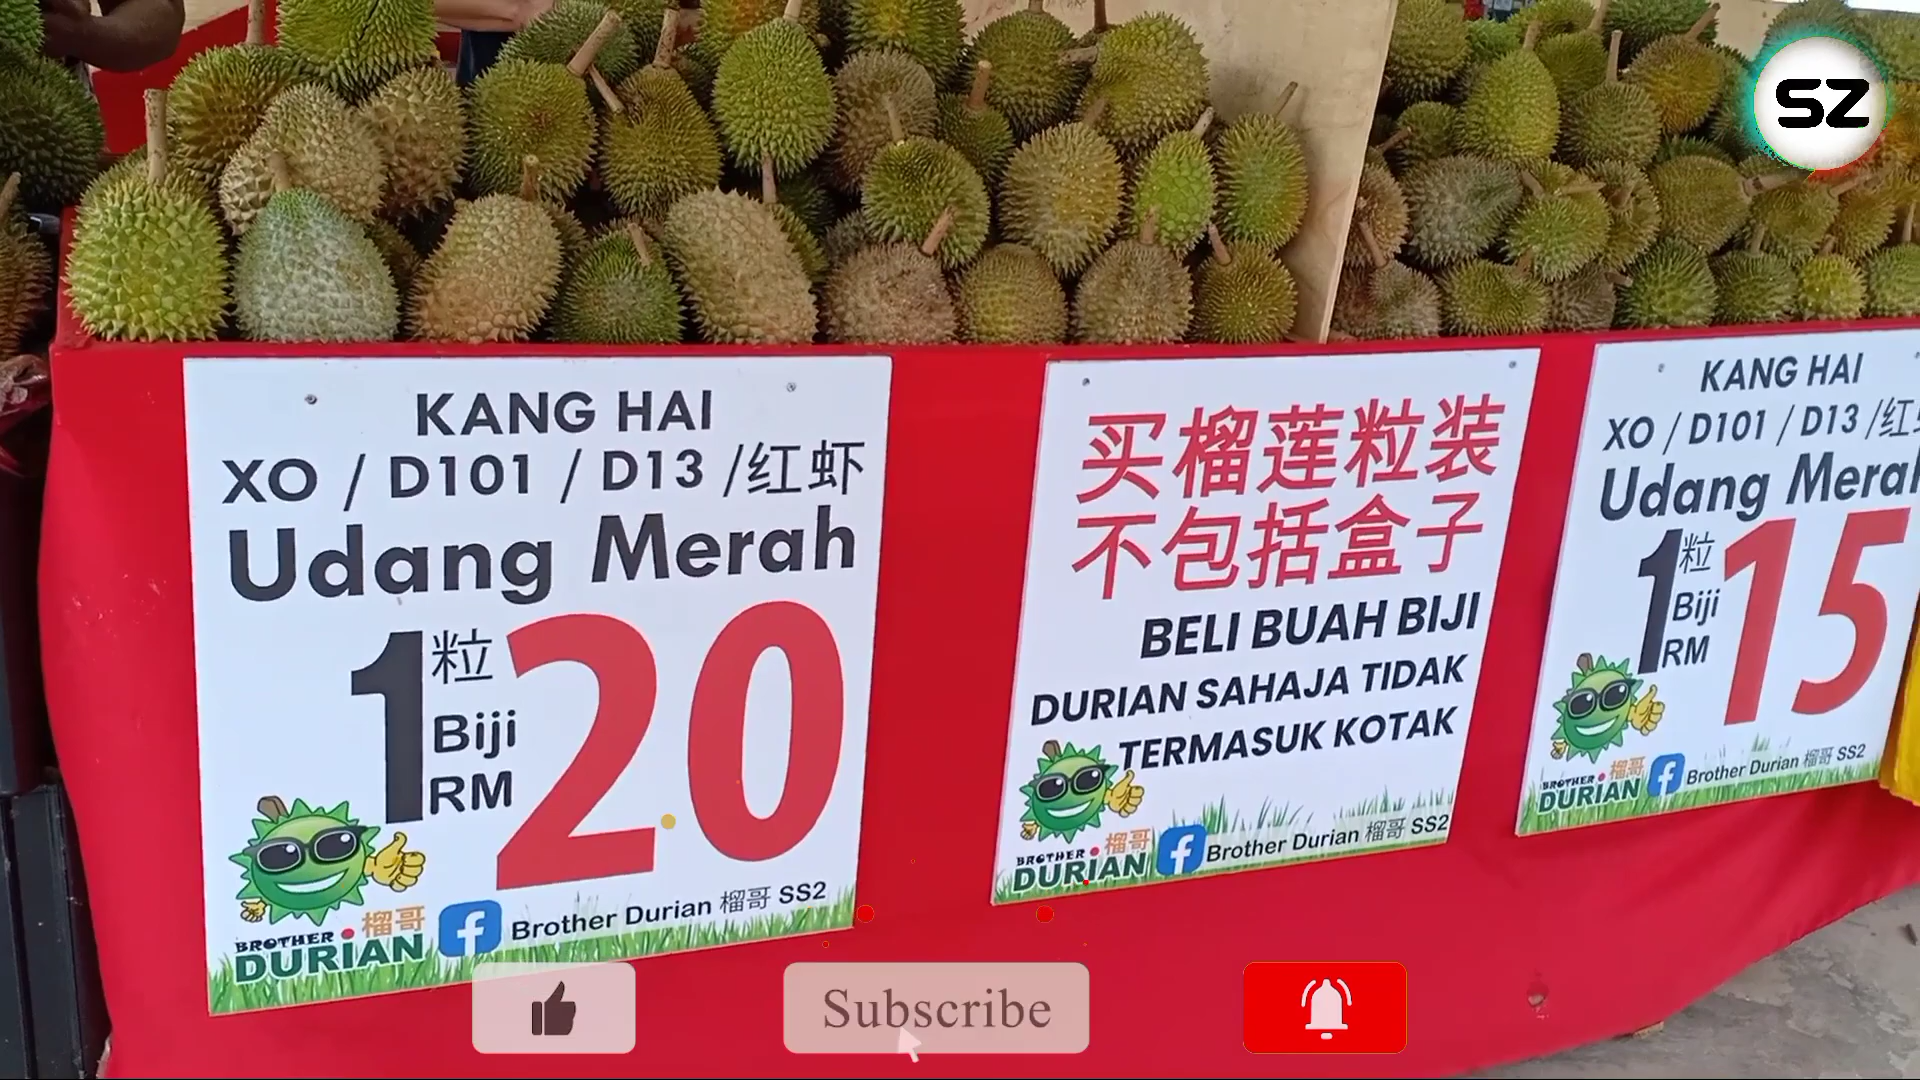 SZ
KANG HAI
XO / D101 / D13 /红虾
Udang Merah
1 粒 Biji RM 20
榴哥
BROTHER DURIAN
Brother Durian 榴哥 SS2
买榴莲粒装
不包括盒子
BELI BUAH BIJI
DURIAN SAHAJA TIDAK
TERMASUK KOTAK
榴哥
BROTHER DURIAN
Brother Durian 榴哥 SS2
KANG HAI
XO / D101 / D13 /红
Udang Merah
1 粒 Biji RM 15
榴哥
BROTHER DURIAN
Brother Durian 榴哥 SS2
Subscribe